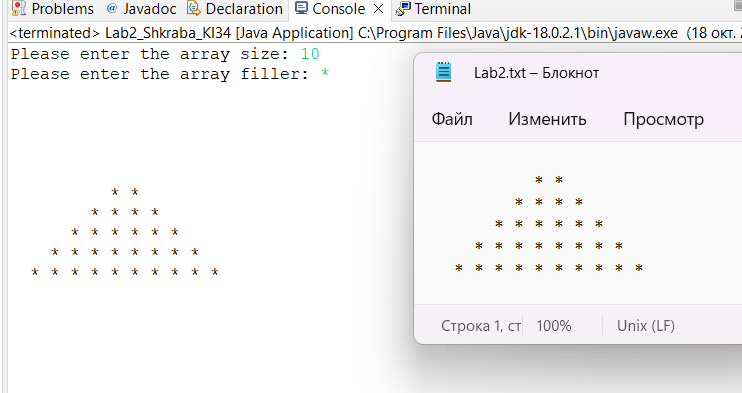 Problems @ Javadoc Declaration Console Terminal
<terminated> Lab2_Shkraba_KI34 [Java Application] C:\Program Files\Java\jdk-18.0.2.1\bin\javaw.exe (18 окт.
Please enter the array size: 10
Please enter the array filler: *
* *
* * * *
* * * * * *
* * * * * * * *
* * * * * * * * * *
Lab2.txt – Блокнот
Файл Изменить Просмотр
* *
* * * *
* * * * * *
* * * * * * * *
* * * * * * * * * *
Строка 1, ст 100% Unix (LF)